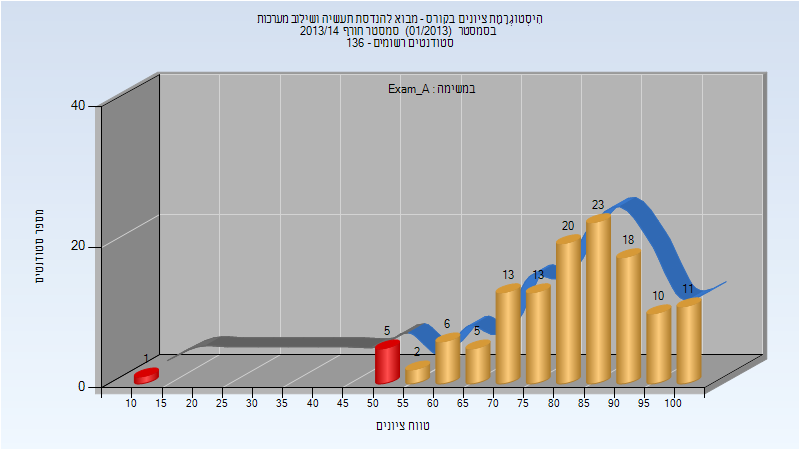 היסטוגרמת ציונים בקורס - מבוא להנדסת תעשיה ושילוב מערכות
בסמסטר (01/2013) סמסטר חורף 2013/14
סטודנטים רשומים - 136
במשימה : Exam_A
מספר סטודנטים
40
20
0
1
5
2
6
5
13
13
20
23
18
10
11
10 15 20 25 30 35 40 45 50 55 60 65 70 75 80 85 90 95 100
טווח ציונים